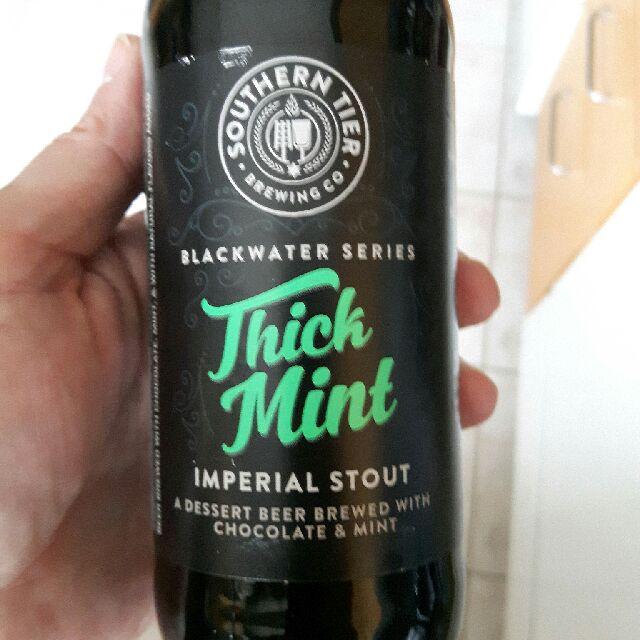 SOUTHERN TIER
BREWING CO
BLACKWATER SERIES
Thick
Mint
IMPERIAL STOUT
A DESSERT BEER BREWED WITH
CHOCOLATE & MINT